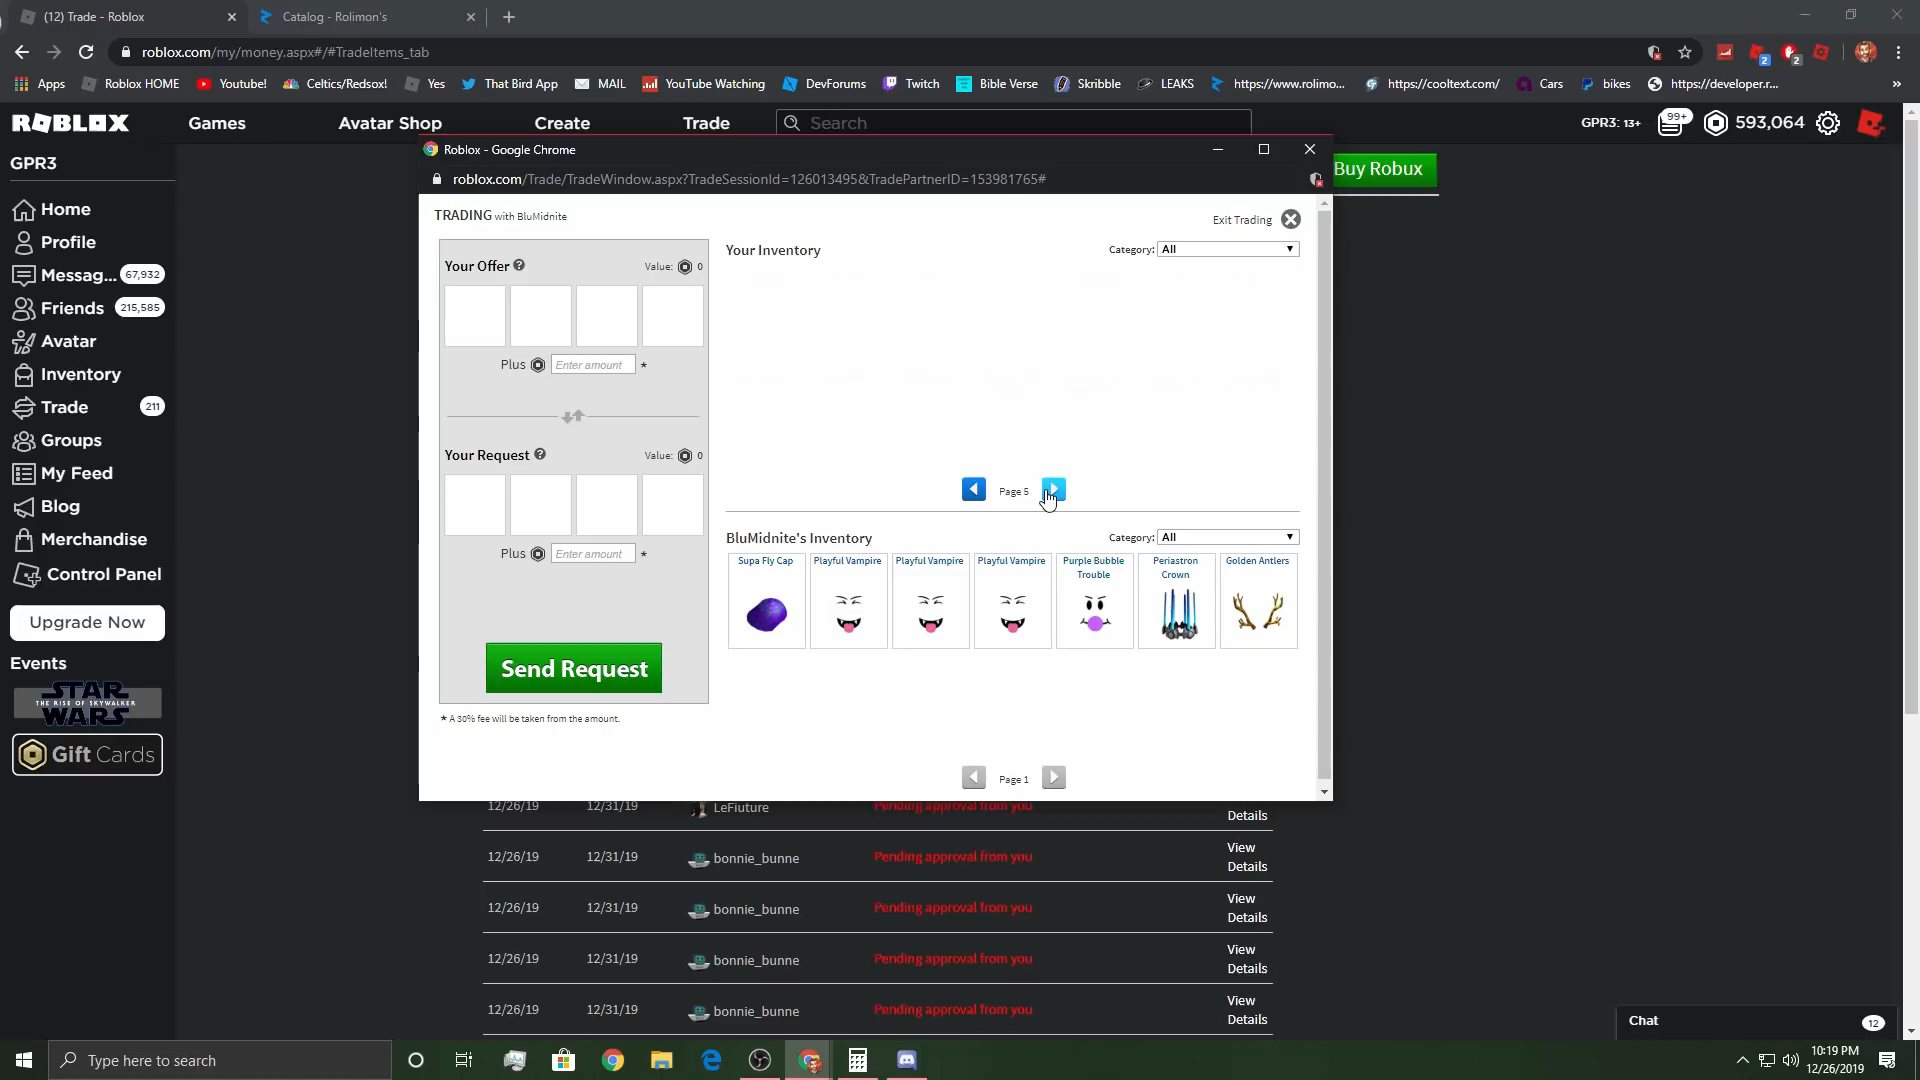 (12) Trade - Roblox
Catalog - Rolimon's
roblox.com/my/money.aspx#/#TradeItems_tab
Apps Roblox HOME Youtube! Celtics/Redsox! Yes That Bird App MAIL YouTube Watching DevForums Twitch Bible Verse Skribble LEAKS https://www.rolimo... https://cooltext.com/ Cars bikes https://developer.r... »
ROBLOX Games Avatar Shop Create Trade Search GPR3: 13+ 99+ 593,064
GPR3
Home
Profile
Messag... 67,932
Friends 215,585
Avatar
Inventory
Trade 211
Groups
My Feed
Blog
Merchandise
Control Panel
Upgrade Now
Events
STAR WARS
THE RISE OF SKYWALKER
Gift Cards
Buy Robux
Roblox - Google Chrome
roblox.com/Trade/TradeWindow.aspx?TradeSessionId=126013495&TradePartnerID=153981765#
TRADING with BluMidnite
Exit Trading
Your Offer ? Value: 0
Plus Enter amount *
Your Request ? Value: 0
Plus Enter amount *
Send Request
* A 30% fee will be taken from the amount.
Your Inventory Category: All
Page 5
BluMidnite's Inventory Category: All
Supa Fly Cap
Playful Vampire
Playful Vampire
Playful Vampire
Purple Bubble Trouble
Periastron Crown
Golden Antlers
Page 1
12/26/19 12/31/19 LeFiuture Pending approval from you Details
12/26/19 12/31/19 bonnie_bunne Pending approval from you View Details
12/26/19 12/31/19 bonnie_bunne Pending approval from you View Details
12/26/19 12/31/19 bonnie_bunne Pending approval from you View Details
12/26/19 12/31/19 bonnie_bunne Pending approval from you View Details
Chat 12
Type here to search
10:19 PM
12/26/2019